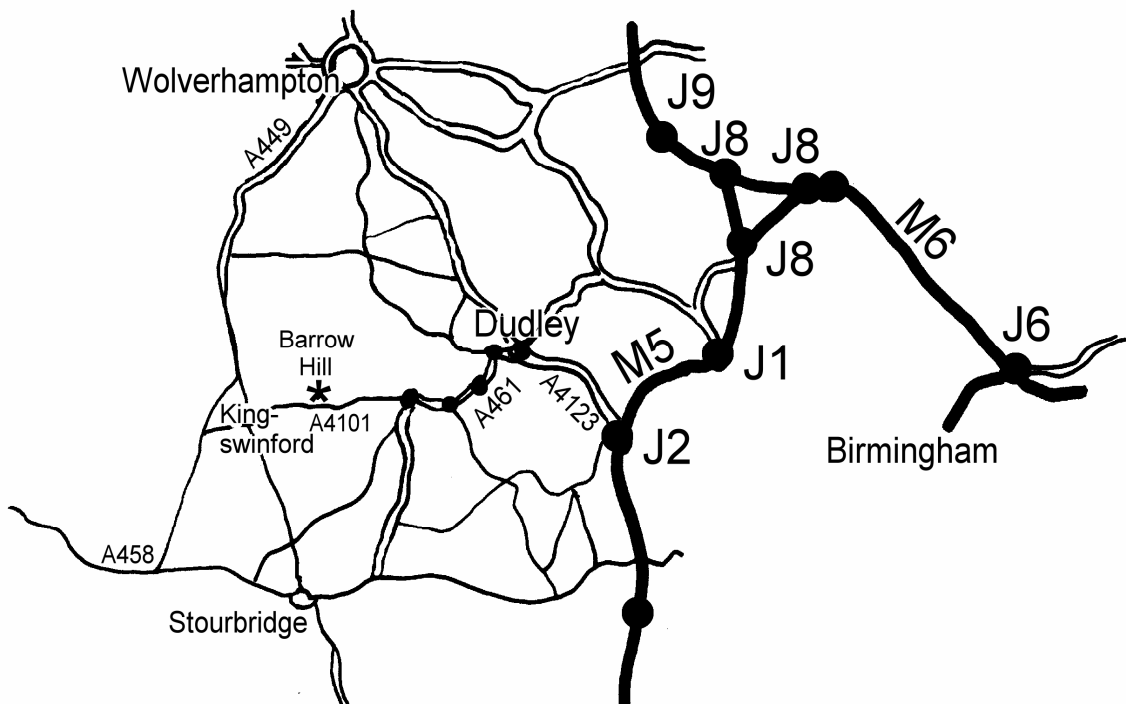 Wolverhampton
J9
J8
J8
A449
M6
J8
Dudley
J6
Barrow
Hill
M5
J1
A461
A4123
King-
swinford
A4101
J2
Birmingham
A458
Stourbridge